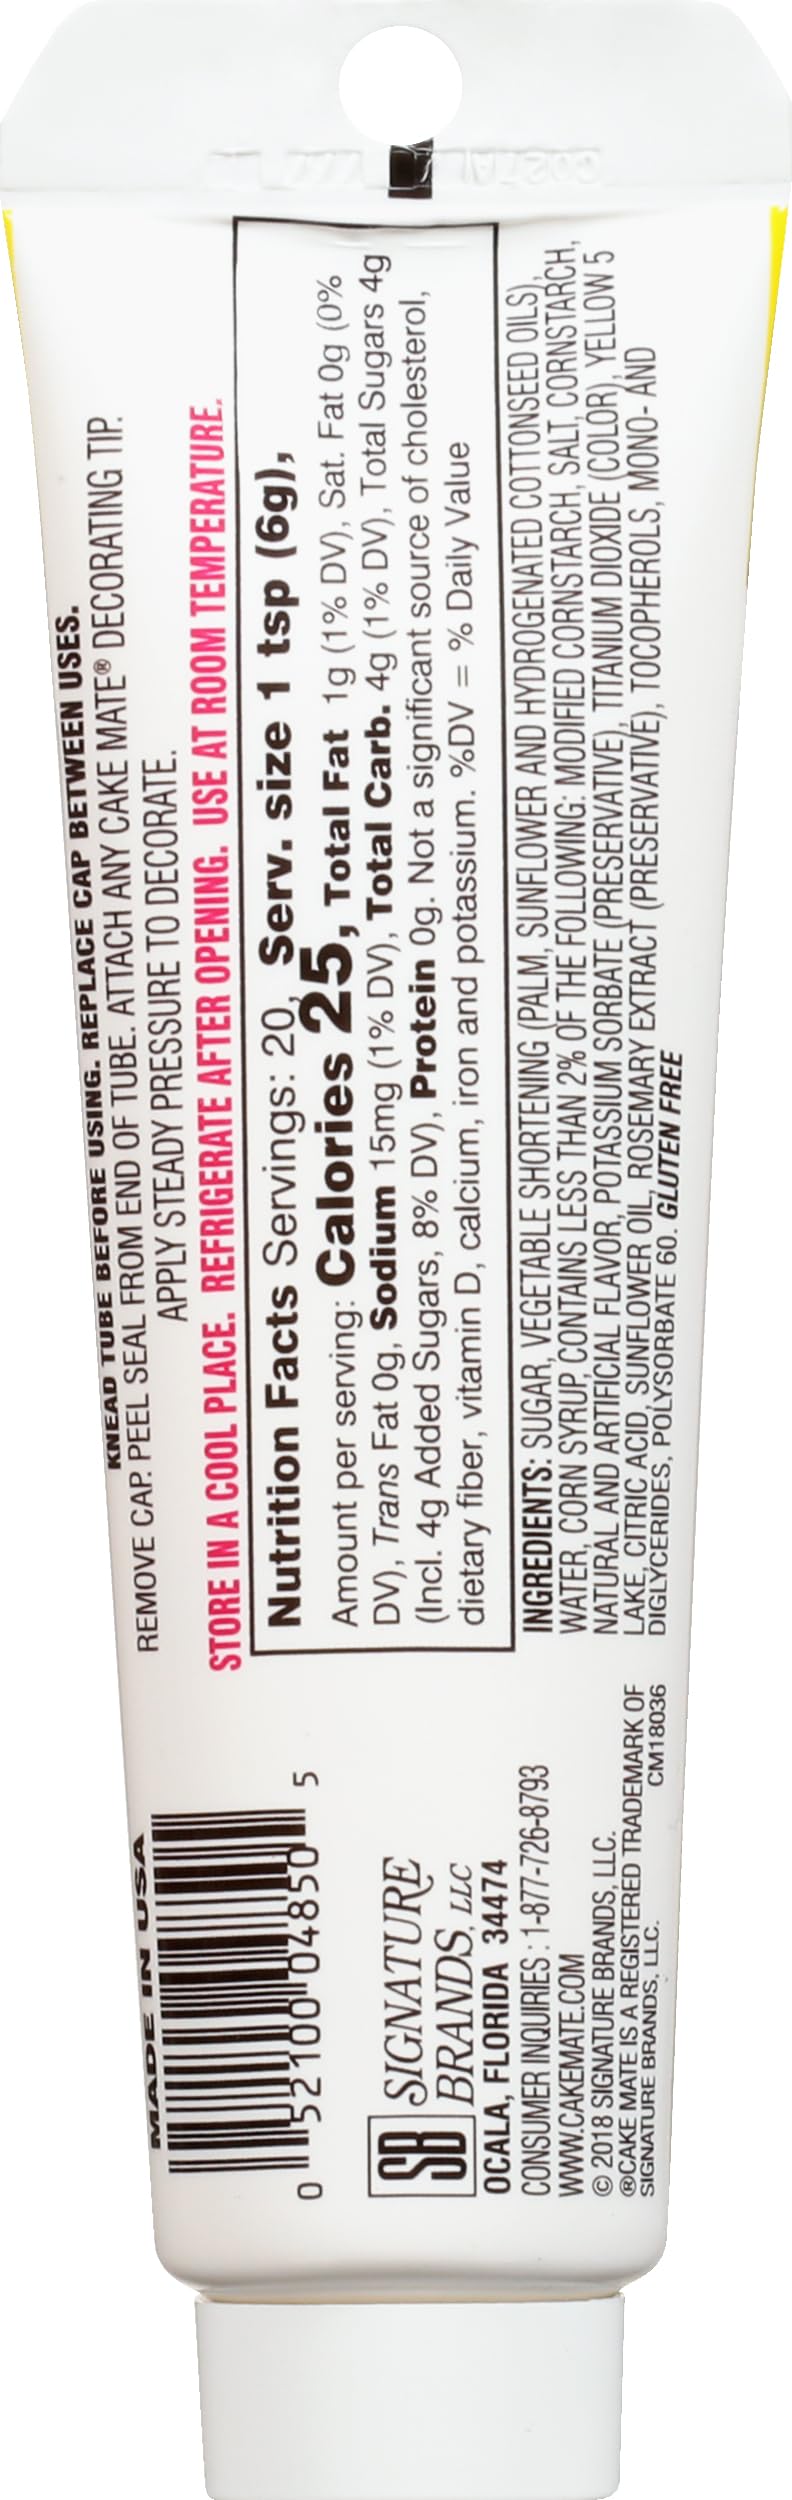 KNEAD TUBE BEFORE USING. REPLACE CAP BETWEEN USES.
REMOVE CAP. PEEL SEAL FROM END OF TUBE. ATTACH ANY CAKE MATE® DECORATING TIP.
APPLY STEADY PRESSURE TO DECORATE.
STORE IN A COOL PLACE. REFRIGERATE AFTER OPENING. USE AT ROOM TEMPERATURE.
Nutrition Facts Servings: 20, Serv. size 1 tsp (6g),
Amount per serving: Calories 25, Total Fat 1g (1% DV), Sat. Fat 0g (0%
DV), Trans Fat 0g, Sodium 15mg (1% DV), Total Carb. 4g (1% DV), Total Sugars 4g
(Incl. 4g Added Sugars, 8% DV), Protein 0g. Not a significant source of cholesterol,
dietary fiber, vitamin D, calcium, iron and potassium. %DV = % Daily Value
INGREDIENTS: SUGAR, VEGETABLE SHORTENING (PALM, SUNFLOWER AND HYDROGENATED COTTONSEED OILS),
WATER, CORN SYRUP, CONTAINS LESS THAN 2% OF THE FOLLOWING: MODIFIED CORNSTARCH, SALT, CORNSTARCH,
NATURAL AND ARTIFICIAL FLAVOR, POTASSIUM SORBATE (PRESERVATIVE), TITANIUM DIOXIDE (COLOR), YELLOW 5
LAKE, CITRIC ACID, SUNFLOWER OIL, ROSEMARY EXTRACT (PRESERVATIVE), TOCOPHEROLS, MONO- AND
DIGLYCERIDES, POLYSORBATE 60. GLUTEN FREE
MADE IN USA
0 52100 04850 5
SB
SIGNATURE
BRANDS, LLC
OCALA, FLORIDA 34474
CONSUMER INQUIRIES : 1-877-726-8793
WWW.CAKEMATE.COM
© 2018 SIGNATURE BRANDS, LLC.
®CAKE MATE IS A REGISTERED TRADEMARK OF
SIGNATURE BRANDS, LLC.
CM18036